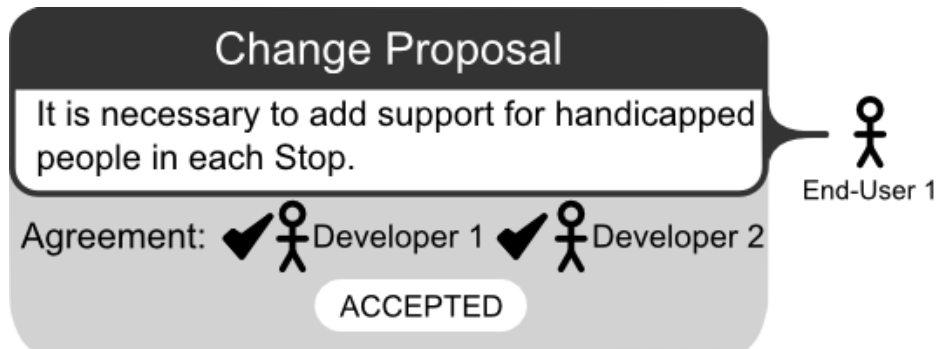 Change Proposal
It is necessary to add support for handicapped
people in each Stop.
End-User 1
Agreement: Developer 1 Developer 2
ACCEPTED